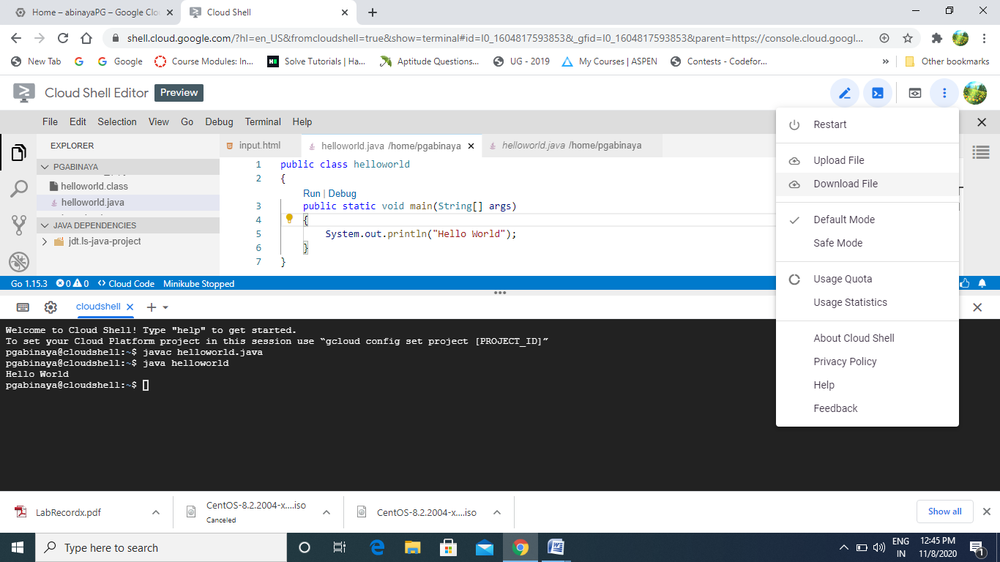 Home – abinayaPG – Google Clo
Cloud Shell
shell.cloud.google.com/?hl=en_US&fromcloudshell=true&show=terminal#id=I0_1604817593853&_gfid=I0_1604817593853&parent=https://console.cloud.googl...
New Tab
Google
Course Modules: In...
Solve Tutorials | Ha...
Aptitude Questions...
UG - 2019
My Courses | ASPEN
Contests - Codefor...
»
Other bookmarks
Cloud Shell Editor Preview
File Edit Selection View Go Debug Terminal Help
EXPLORER
PGABINAYA
helloworld.class
helloworld.java
JAVA DEPENDENCIES
jdt.ls-java-project
input.html
helloworld.java /home/pgabinaya
helloworld.java /home/pgabinaya
1 public class helloworld
2 {
Run | Debug
3 public static void main(String[] args)
4 {
5 System.out.println("Hello World");
6 }
7 }
Restart
Upload File
Download File
Default Mode
Safe Mode
Usage Quota
Usage Statistics
About Cloud Shell
Privacy Policy
Help
Feedback
Go 1.15.3 0 0 Cloud Code Minikube Stopped
cloudshell
Welcome to Cloud Shell! Type "help" to get started.
To set your Cloud Platform project in this session use “gcloud config set project [PROJECT_ID]”
pgabinaya@cloudshell:~$ javac helloworld.java
pgabinaya@cloudshell:~$ java helloworld
Hello World
pgabinaya@cloudshell:~$
LabRecordx.pdf
CentOS-8.2.2004-x....iso
Canceled
CentOS-8.2.2004-x....iso
Show all
Type here to search
ENG
IN
12:45 PM
11/8/2020
1